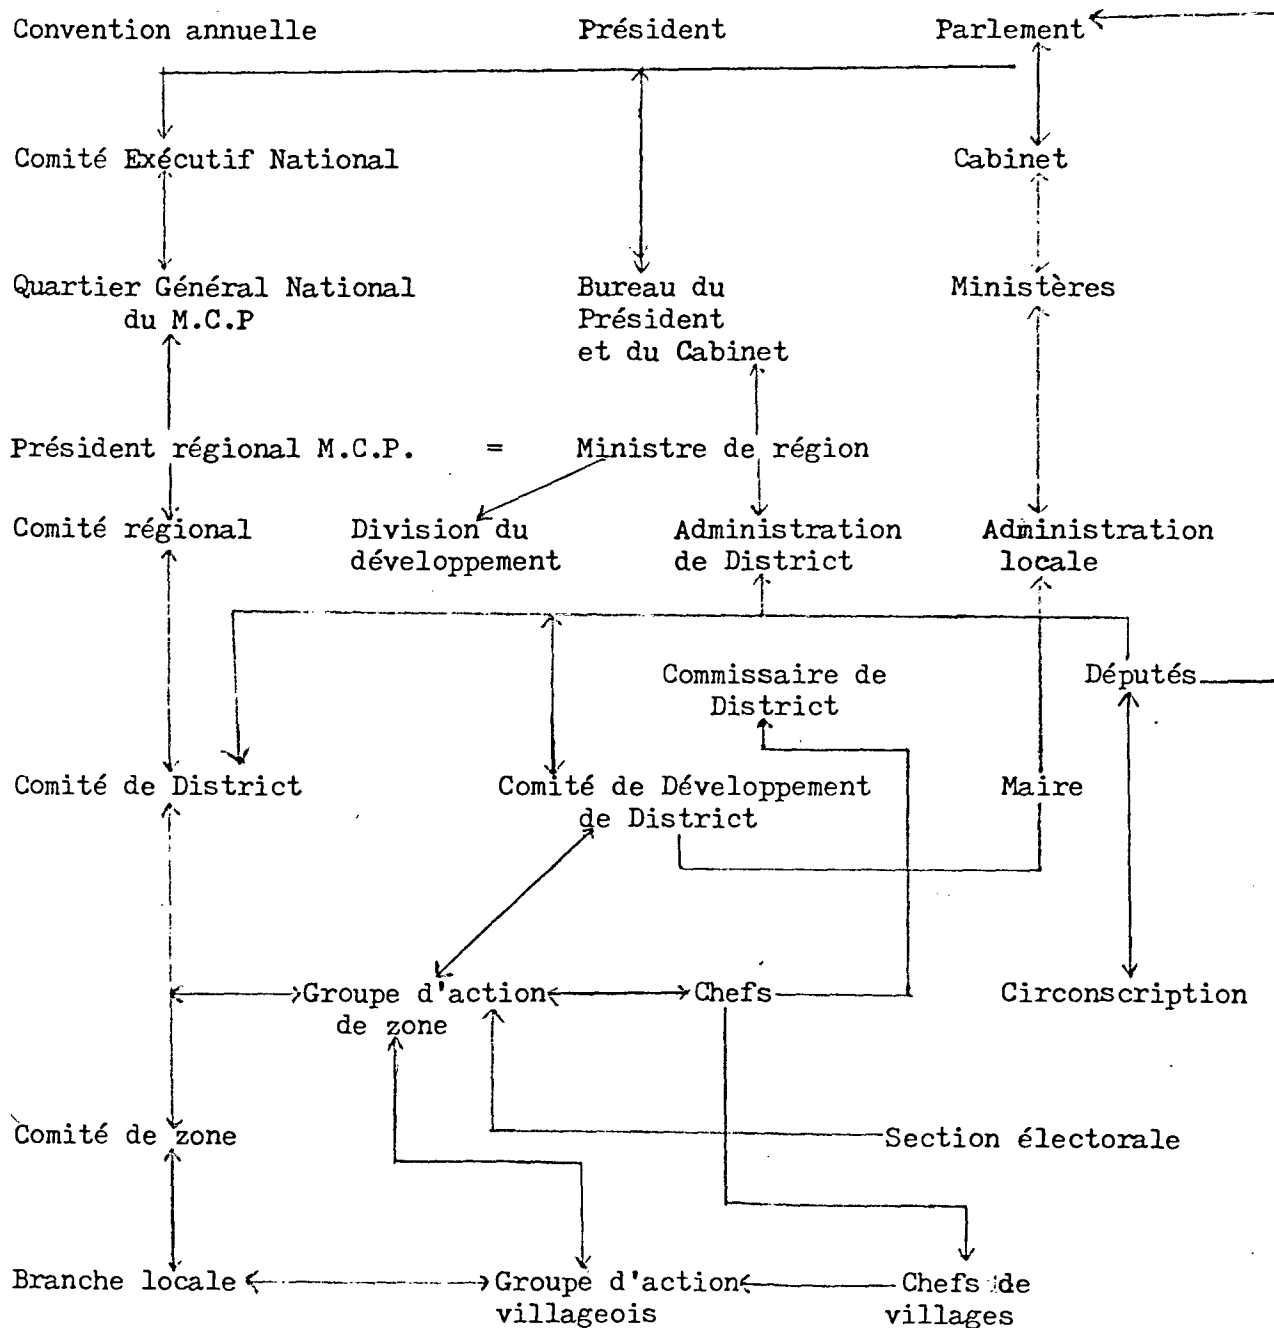 Convention annuelle Président Parlement
Comité Exécutif National Cabinet
Quartier Général National Bureau du Ministères
du M.C.P Président
et du Cabinet
Président régional M.C.P. = Ministre de région
Comité régional Division du Administration Administration
développement de District locale
Commissaire de Députés
District
Comité de District Comité de Développement Maire
de District
Groupe d'action Chefs Circonscription
de zone
Comité de zone Section électorale
Branche locale Groupe d'action Chefs de
villageois villages